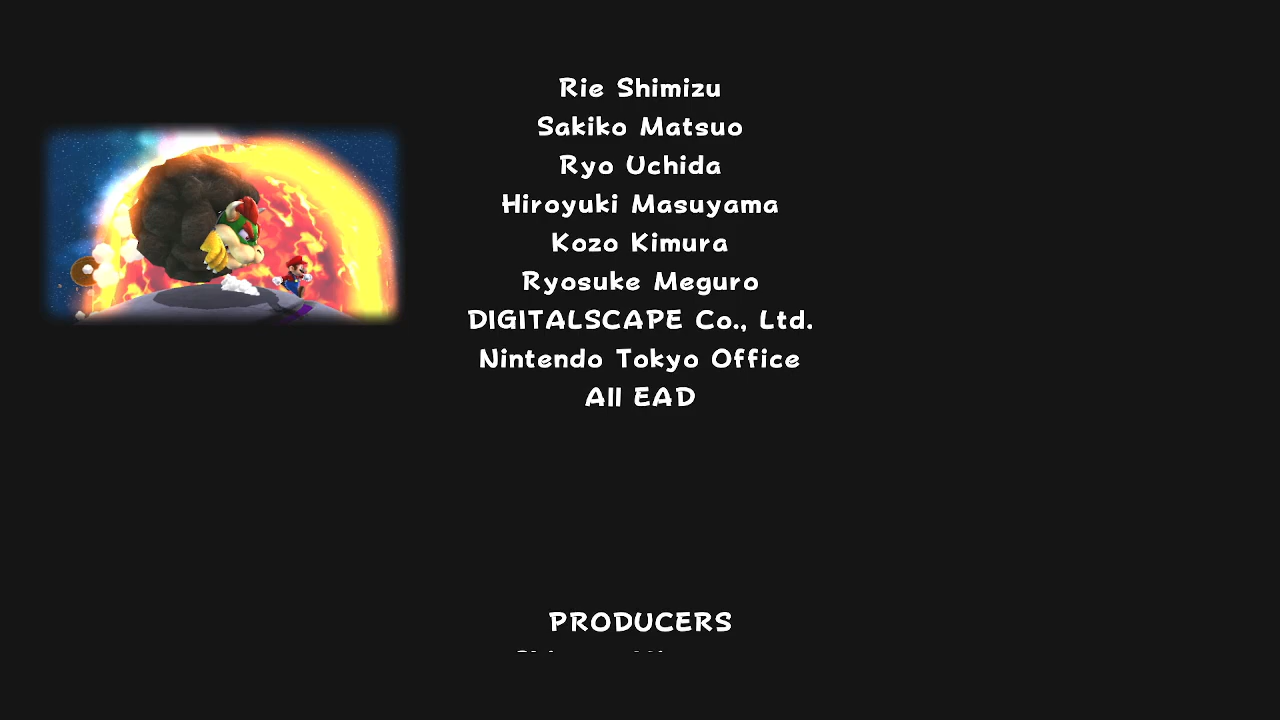 Rie Shimizu
Sakiko Matsuo
Ryo Uchida
Hiroyuki Masuyama
Kozo Kimura
Ryosuke Meguro
DIGITALSCAPE Co., Ltd.
Nintendo Tokyo Office
All EAD
PRODUCERS